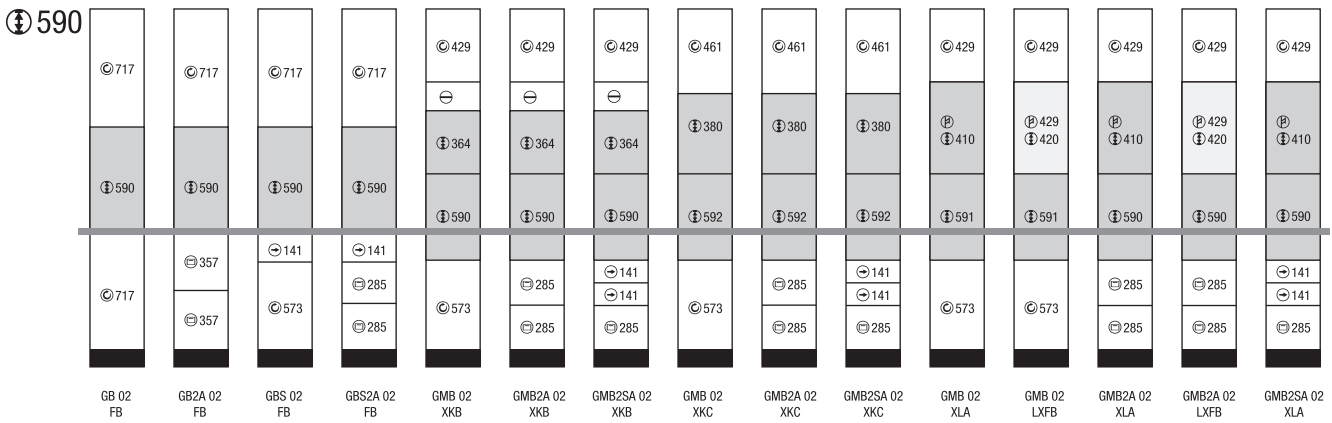 590
717 717 717 717 429 429 429 461 461 461 429 429 429 429 429
364 364 364 380 380 380 410 429 410 429 410
420 420
590 590 590 590 590 590 590 592 592 592 591 591 590 590 590
717 357 141 141 573 285 141 573 285 141 573 573 285 285 141
357 573 285 285 141 285 141 285 285 141
285 285 285 285
GB 02 GB2A 02 GBS 02 GBS2A 02 GMB 02 GMB2A 02 GMB2SA 02 GMB 02 GMB2A 02 GMB2SA 02 GMB 02 GMB 02 GMB2A 02 GMB2A 02 GMB2SA 02
FB FB FB FB XKB XKB XKB XKC XKC XKC XLA LXFB XLA LXFB XLA